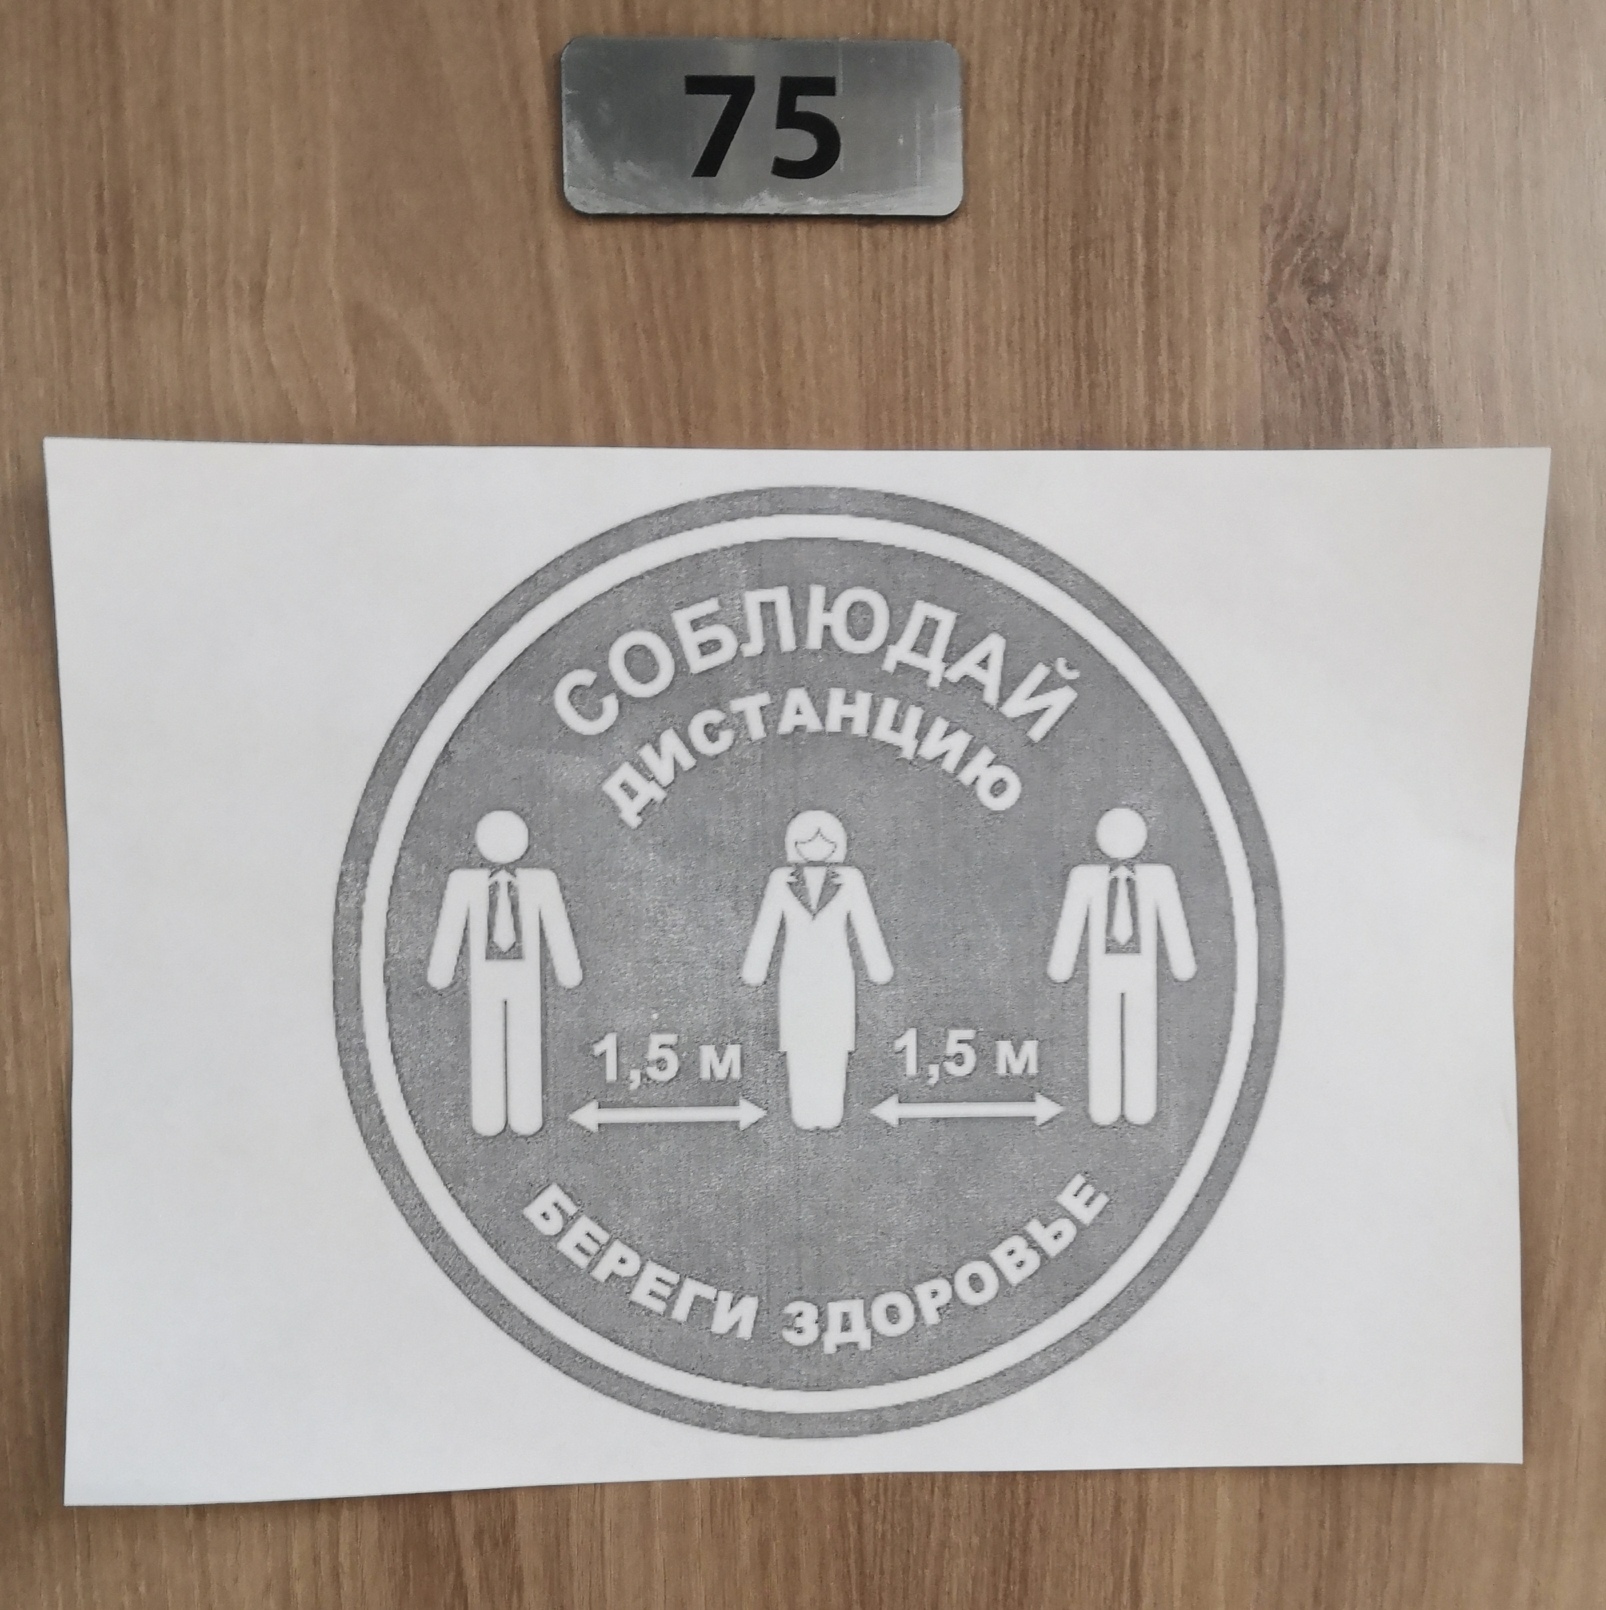 75
СОБЛЮДАЙ
ДИСТАНЦИЮ
1,5 м 1,5 м
БЕРЕГИ ЗДОРОВЬЕ